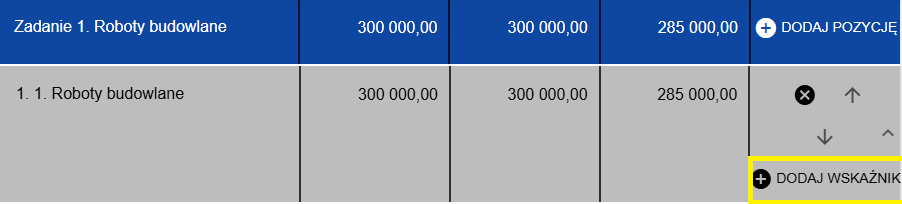 Zadanie 1. Roboty budowlane 300 000,00 300 000,00 285 000,00 DODAJ POZYCJĘ
1. 1. Roboty budowlane 300 000,00 300 000,00 285 000,00
DODAJ WSKAŹNIK